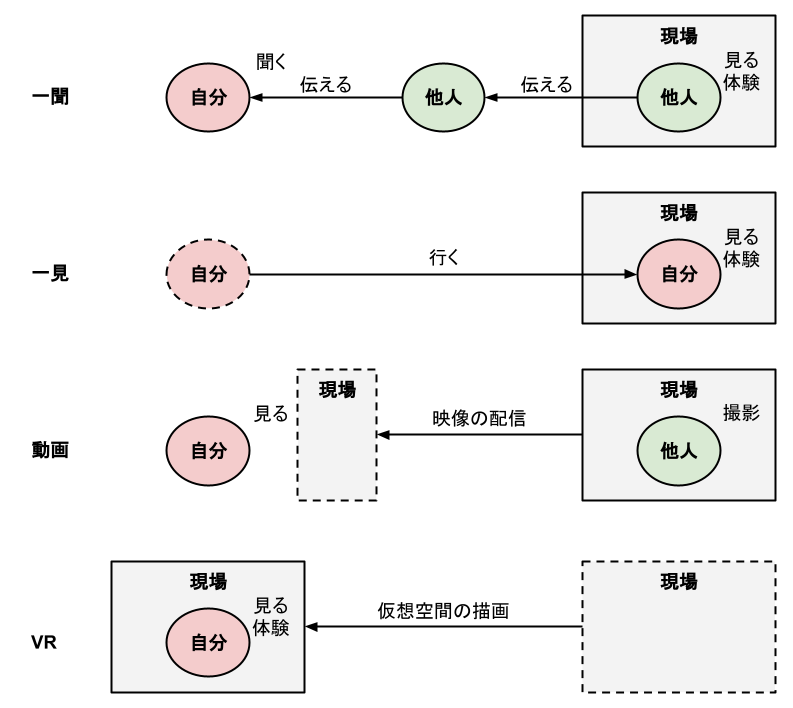 一聞
自分
聞く
伝える
他人
伝える
現場
他人
見る
体験
一見
自分
行く
現場
自分
見る
体験
動画
自分
見る
現場
映像の配信
現場
他人
撮影
VR
現場
自分
見る
体験
仮想空間の描画
現場